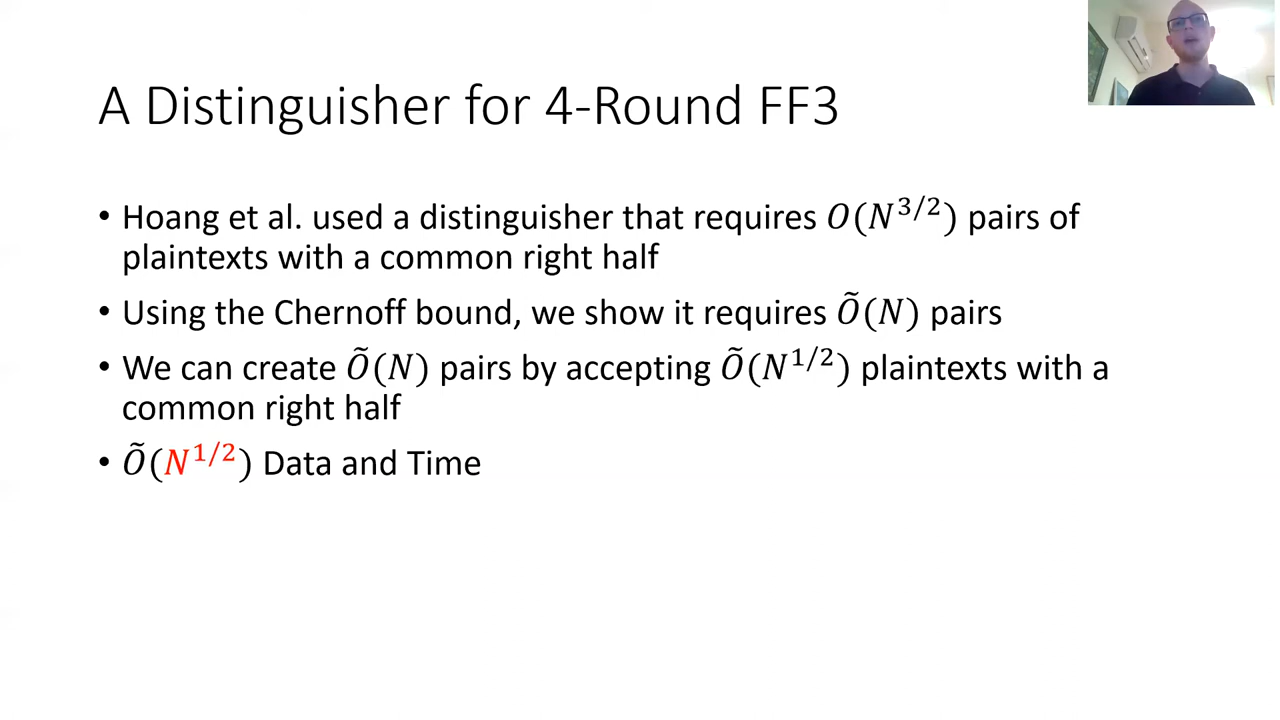 A Distinguisher for 4-Round FF3
• Hoang et al. used a distinguisher that requires O(N^{3/2}) pairs of
plaintexts with a common right half
• Using the Chernoff bound, we show it requires Õ(N) pairs
• We can create Õ(N) pairs by accepting Õ(N^{1/2}) plaintexts with a
common right half
• Õ(N^{1/2}) Data and Time